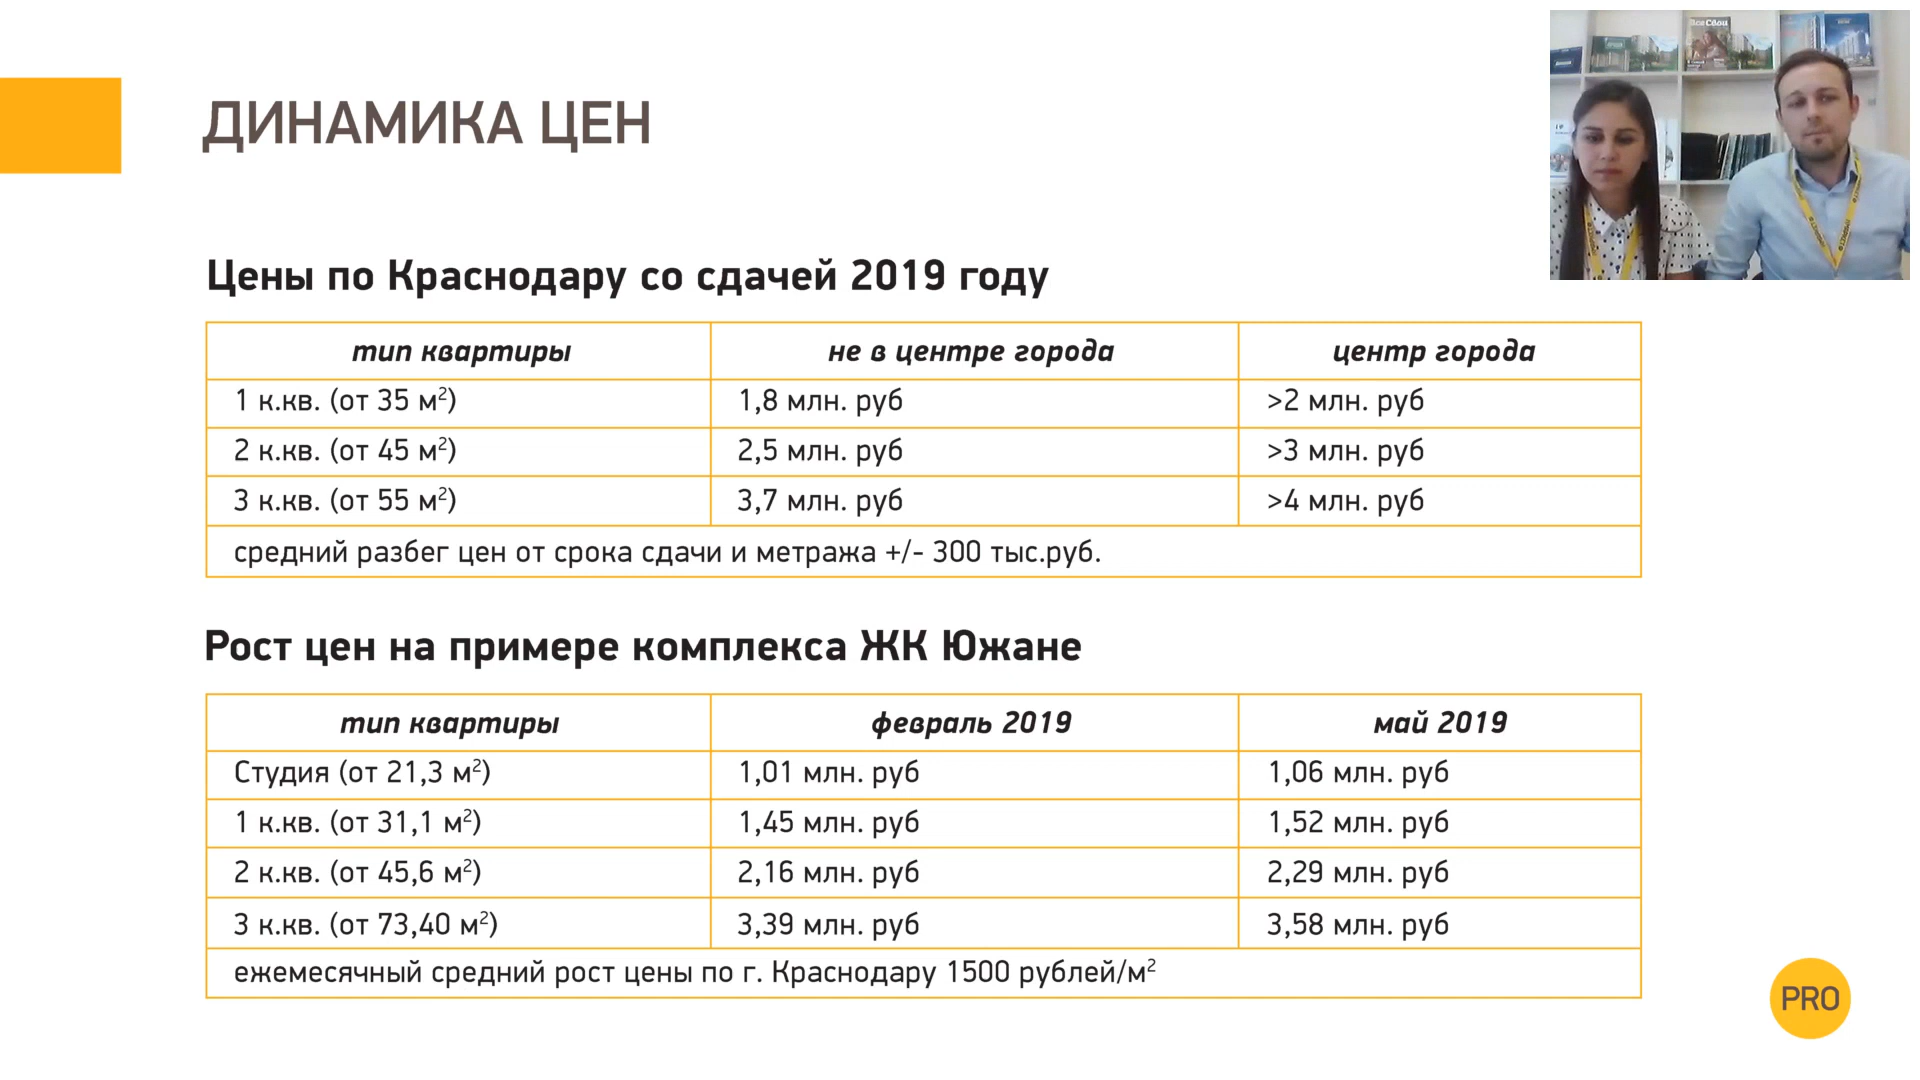 ДИНАМИКА ЦЕН
Все Свои
Цены по Краснодару со сдачей 2019 году
тип квартиры не в центре города центр города
1 к.кв. (от 35 м²) 1,8 млн. руб >2 млн. руб
2 к.кв. (от 45 м²) 2,5 млн. руб >3 млн. руб
3 к.кв. (от 55 м²) 3,7 млн. руб >4 млн. руб
средний разбег цен от срока сдачи и метража +/- 300 тыс.руб.
Рост цен на примере комплекса ЖК Южане
тип квартиры февраль 2019 май 2019
Студия (от 21,3 м²) 1,01 млн. руб 1,06 млн. руб
1 к.кв. (от 31,1 м²) 1,45 млн. руб 1,52 млн. руб
2 к.кв. (от 45,6 м²) 2,16 млн. руб 2,29 млн. руб
3 к.кв. (от 73,40 м²) 3,39 млн. руб 3,58 млн. руб
ежемесячный средний рост цены по г. Краснодару 1500 рублей/м²
PRO